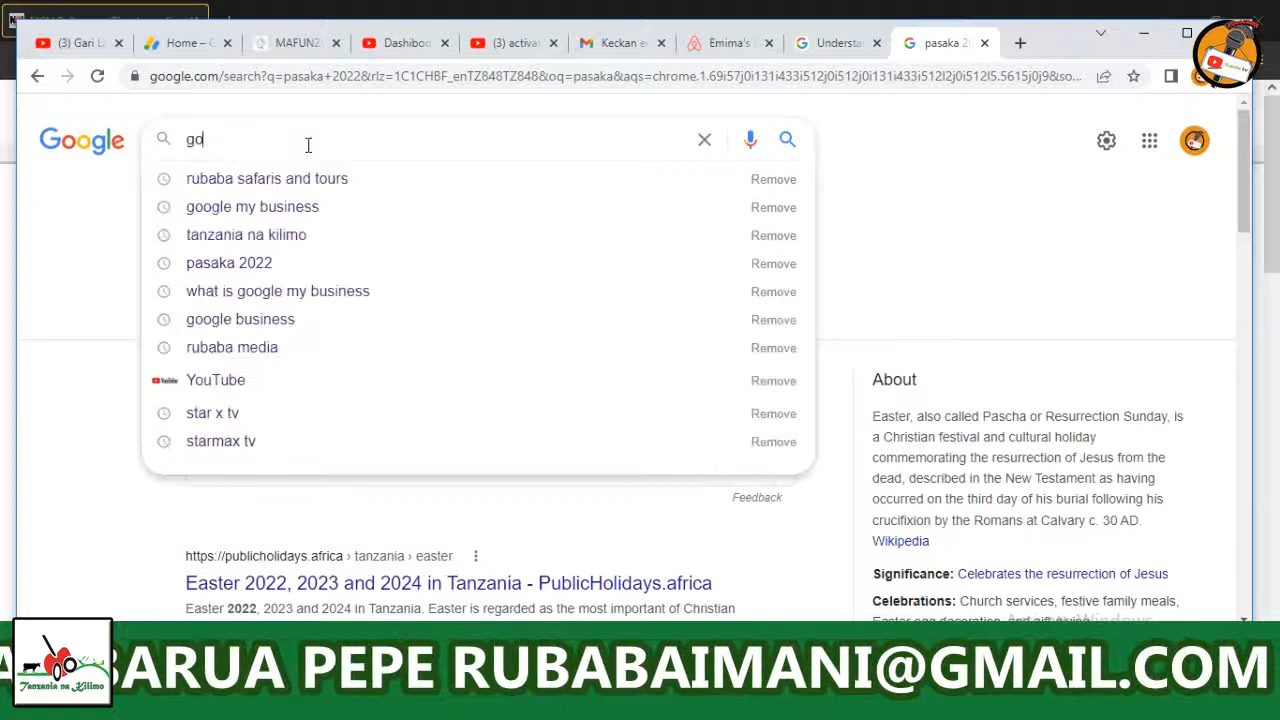 (3) Gari L
Home – G
MAFUNZ
Dashboo
(3) activat
Keckan e
Emima's
Understa
pasaka 2
google.com/search?q=pasaka+2022&rlz=1C1CHBF_enTZ848TZ8
oq=pasaka&aqs=chrome.1.69i57j0i131i433i512j0i512j0i131i433i512l2j0i512l5.5615j0j9&so...
Google
go
rubaba safaris and tours Remove
google my business Remove
tanzania na kilimo Remove
pasaka 2022 Remove
what is google my business Remove
google business Remove
rubaba media Remove
YouTube Remove
star x tv Remove
starmax tv Remove
Feedback
https://publicholidays.africa › tanzania › easter
Easter 2022, 2023 and 2024 in Tanzania - PublicHolidays.africa
Easter 2022, 2023 and 2024 in Tanzania. Easter is regarded as the most important of Christian
About
Easter, also called Pascha or Resurrection Sunday, is
a Christian festival and cultural holiday
commemorating the resurrection of Jesus from the
dead, described in the New Testament as having
occurred on the third day of his burial following his
crucifixion by the Romans at Calvary c. 30 AD.
Wikipedia
Significance: Celebrates the resurrection of Jesus
Celebrations: Church services, festive family meals,
BARUA PEPE RUBABAIMANI@GMAIL.COM
Tanzania na Kilimo